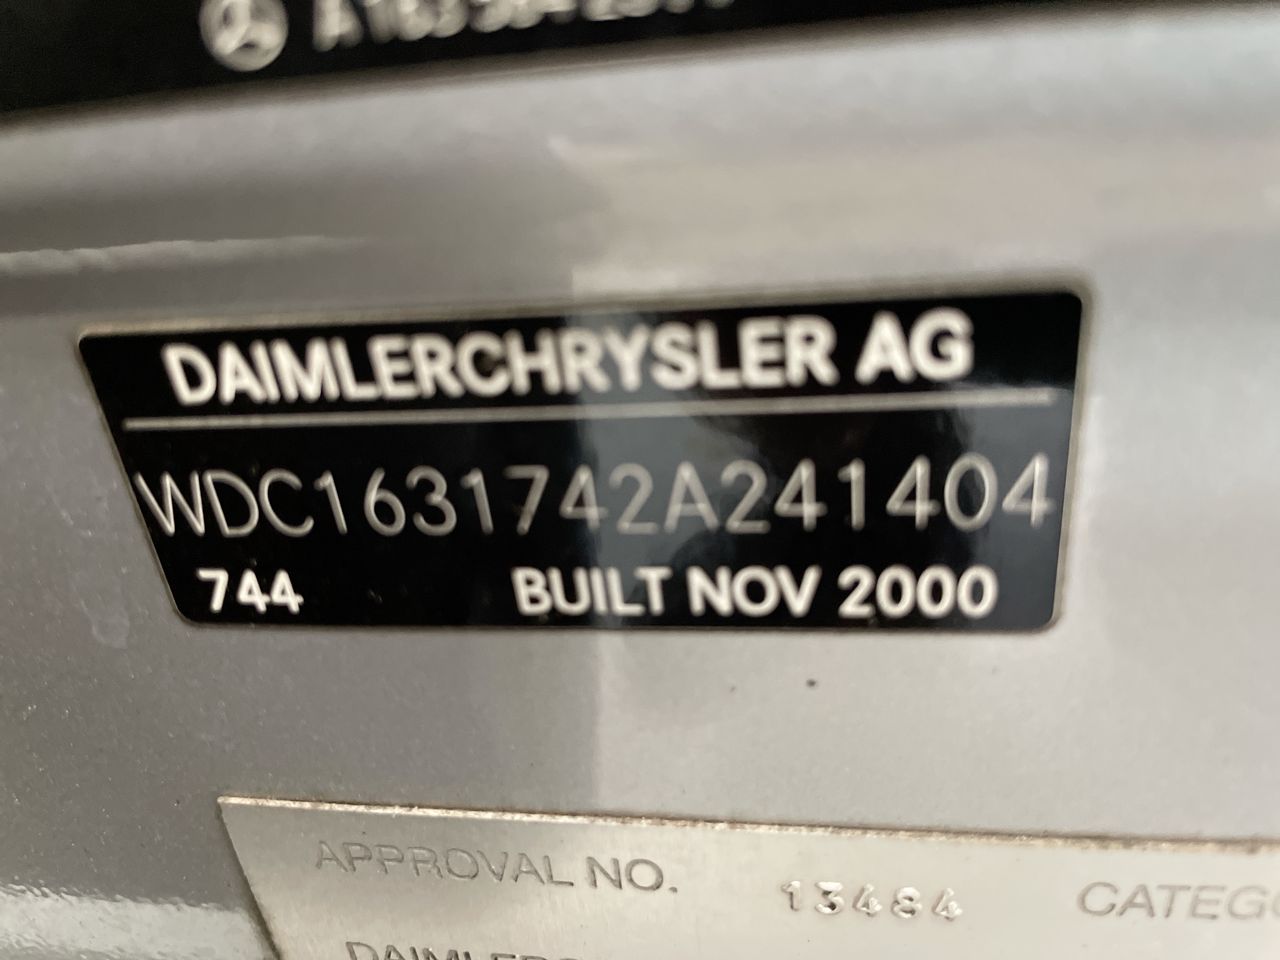 DAIMLERCHRYSLER AG
WDC1631742A241404
744 BUILT NOV 2000
APPROVAL NO. 13484